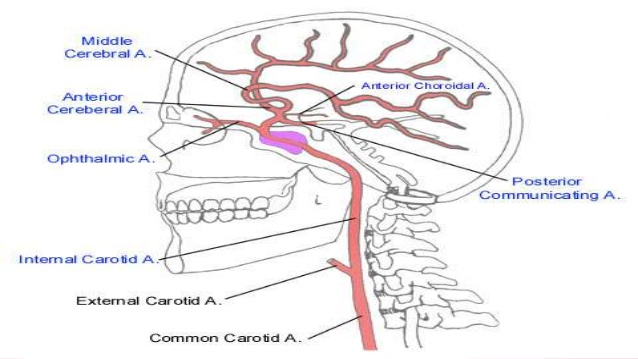 Middle
Cerebral A.
Anterior Choroidal A.
Anterior
Cereberal A.
Ophthalmic A.
Posterior
Communicating A.
Internal Carotid A.
External Carotid A.
Common Carotid A.